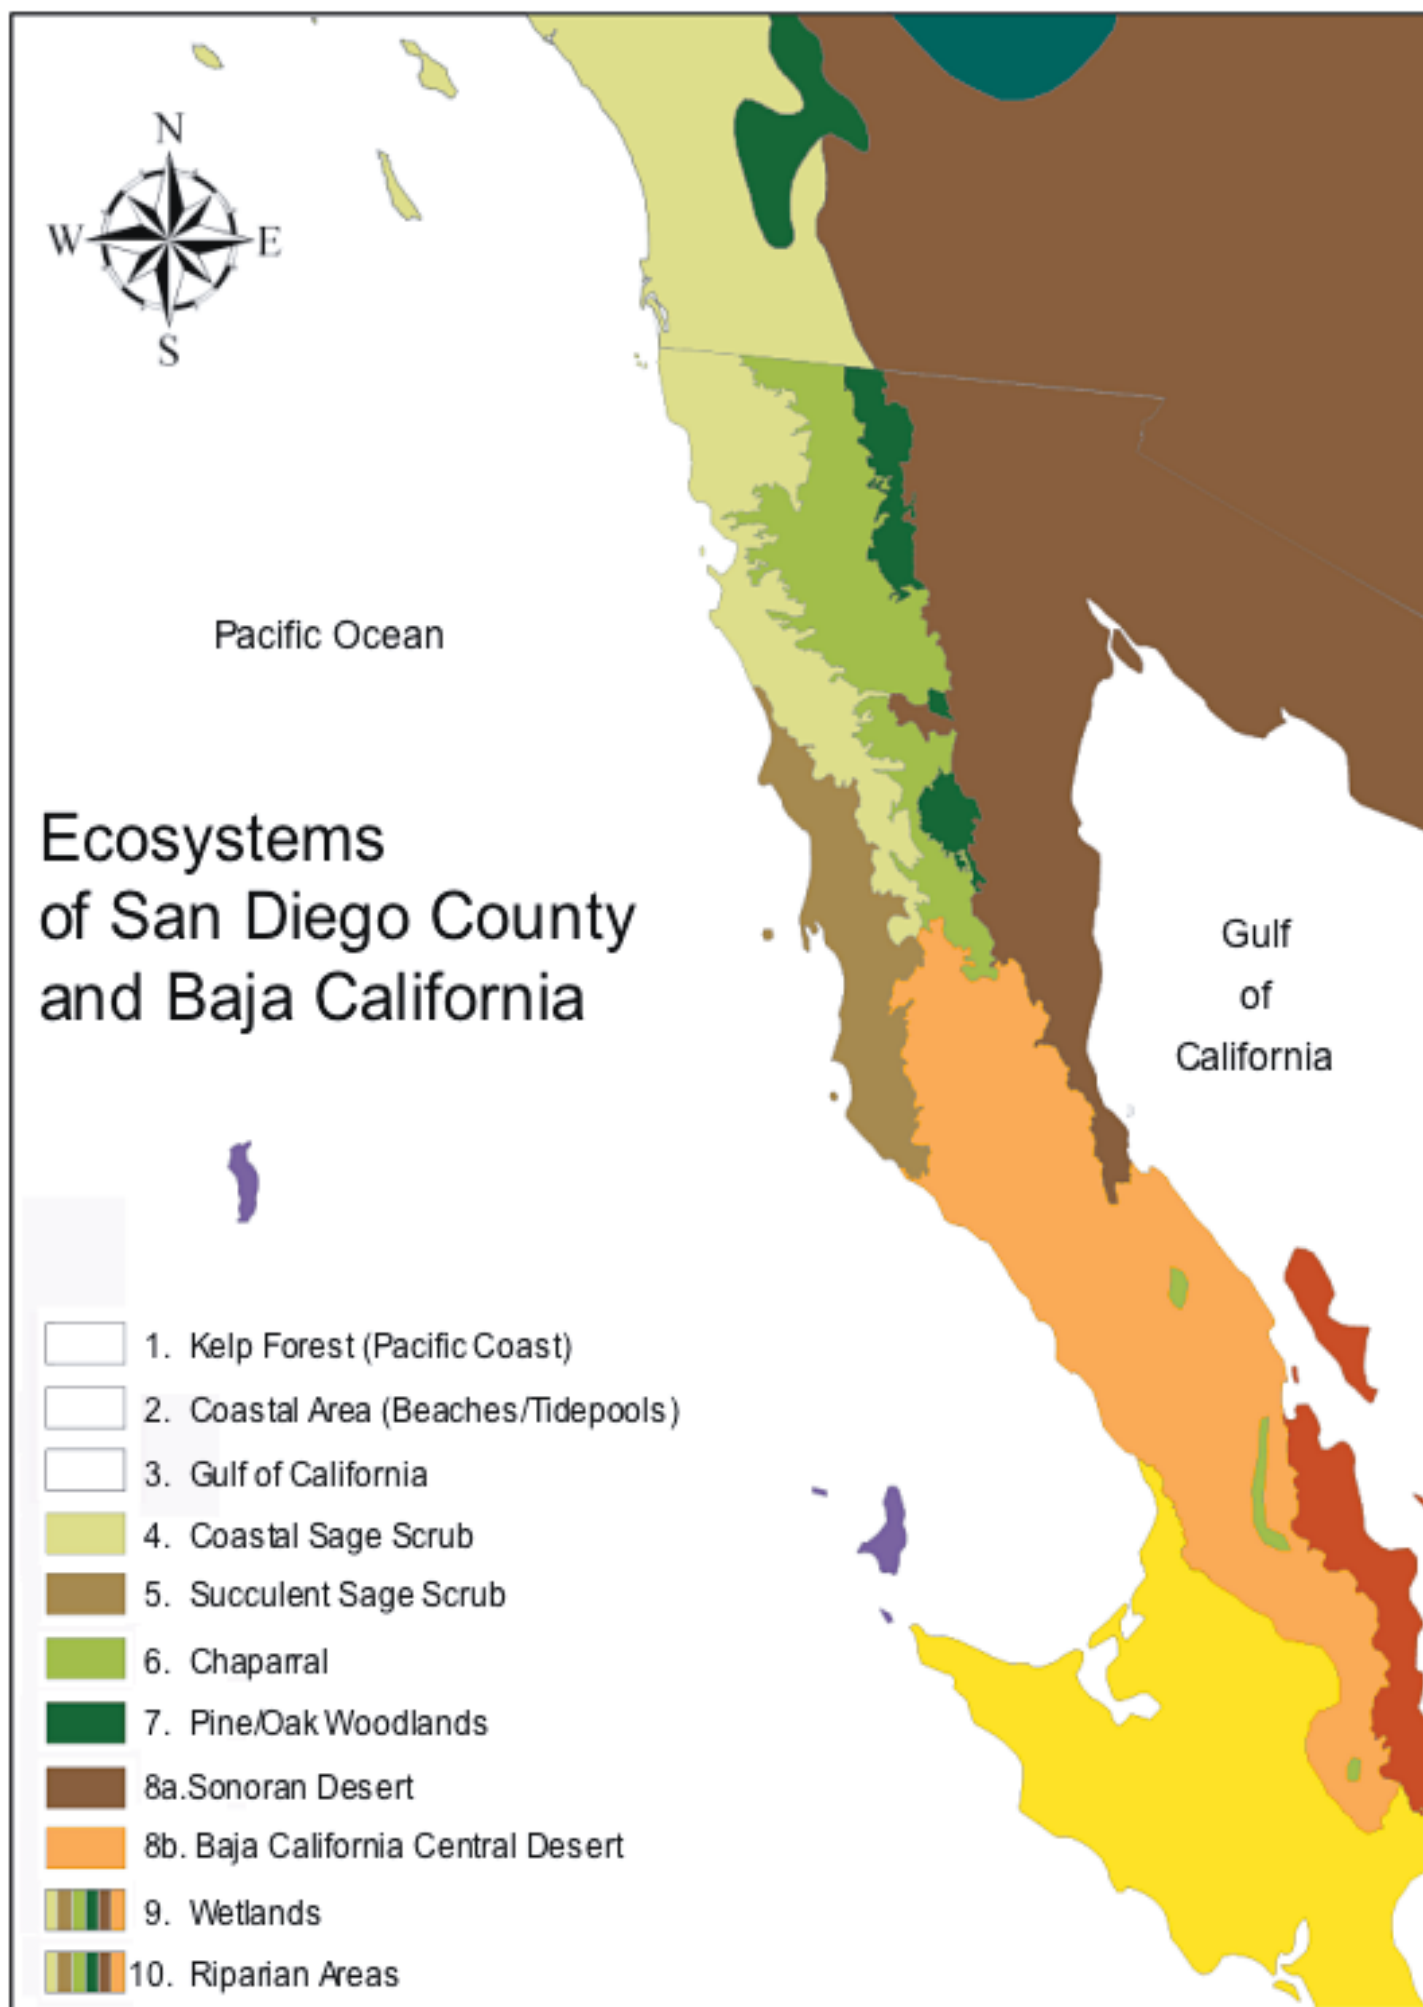 N
W E
S
Pacific Ocean
Ecosystems
of San Diego County
and Baja California
Gulf
of
California
1. Kelp Forest (Pacific Coast)
2. Coastal Area (Beaches/Tidepools)
3. Gulf of California
4. Coastal Sage Scrub
5. Succulent Sage Scrub
6. Chaparral
7. Pine/Oak Woodlands
8a.Sonoran Desert
8b. Baja California Central Desert
9. Wetlands
10. Riparian Areas